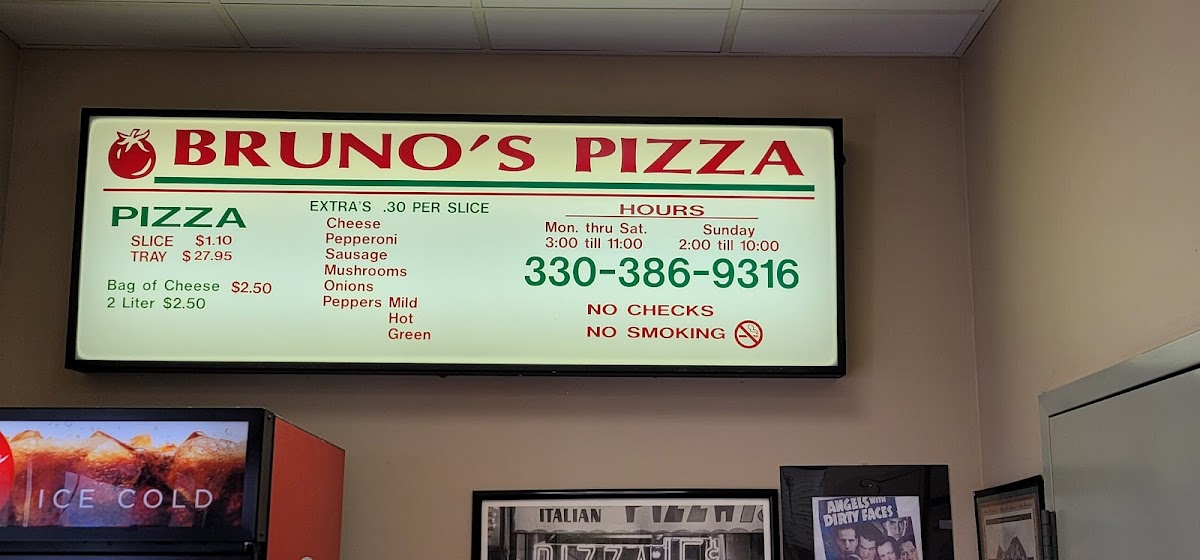 BRUNO'S PIZZA
PIZZA
SLICE $1.10
TRAY $27.95
Bag of Cheese $2.50
2 Liter $2.50
EXTRA'S .30 PER SLICE
Cheese
Pepperoni
Sausage
Mushrooms
Onions
Peppers Mild
Hot
Green
HOURS
Mon. thru Sat.
3:00 till 11:00
Sunday
2:00 till 10:00
330-386-9316
NO CHECKS
NO SMOKING
ICE COLD
ITALIAN PIZZA
PIZZA 15¢
ANGELS WITH
DIRTY FACES